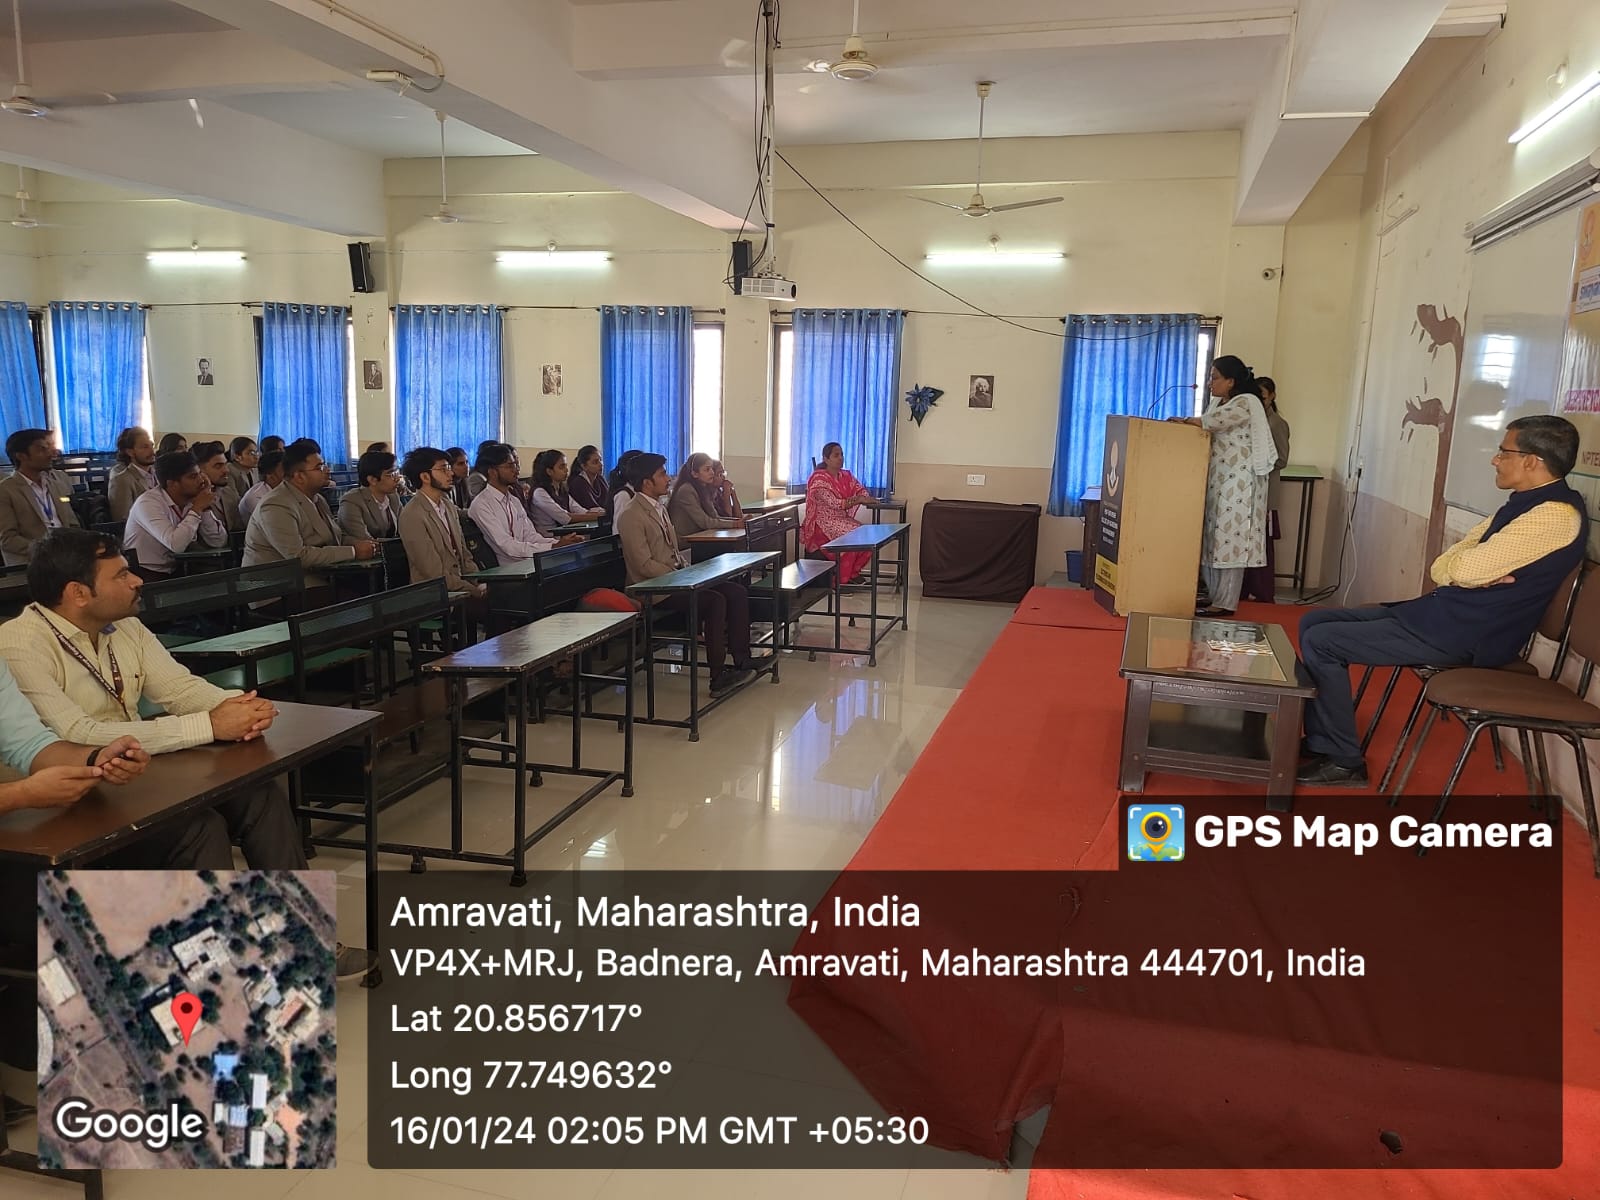 GPS Map Camera
Amravati, Maharashtra, India
VP4X+MRJ, Badnera, Amravati, Maharashtra 444701, India
Lat 20.856717°
Long 77.749632°
16/01/24 02:05 PM GMT +05:30
Google